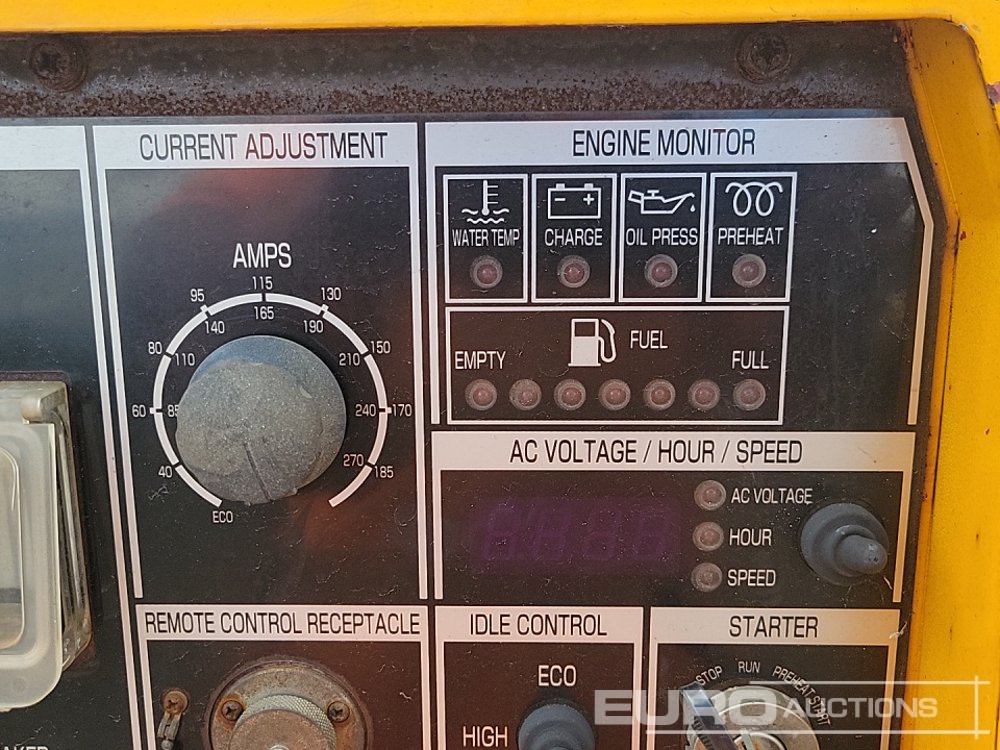 CURRENT ADJUSTMENT
AMPS
115
95 130
165
140 190
80 110 210 150
60 85 240 170
40 270 185
ECO
ENGINE MONITOR
WATER TEMP CHARGE OIL PRESS PREHEAT
FUEL
EMPTY FULL
AC VOLTAGE / HOUR / SPEED
AC VOLTAGE
HOUR
SPEED
REMOTE CONTROL RECEPTACLE
IDLE CONTROL
ECO
HIGH
STARTER
STOP RUN PREHEAT START
EURO AUCTIONS